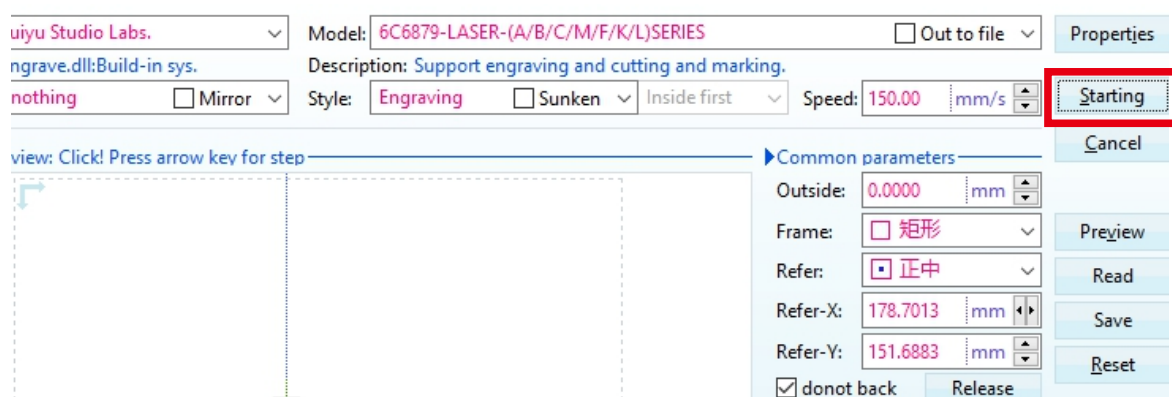 uiyu Studio Labs. Model: 6C6879-LASER-(A/B/C/M/F/K/L)SERIES Out to file Properties
ngrave.dll:Build-in sys. Description: Support engraving and cutting and marking.
nothing Mirror Style: Engraving Sunken Inside first Speed: 150.00 mm/s Starting
Cancel
view: Click! Press arrow key for step Common parameters
Outside: 0.0000 mm
Frame: 矩形 Preview
Refer: 正中 Read
Refer-X: 178.7013 mm Save
Refer-Y: 151.6883 mm Reset
donot back Release